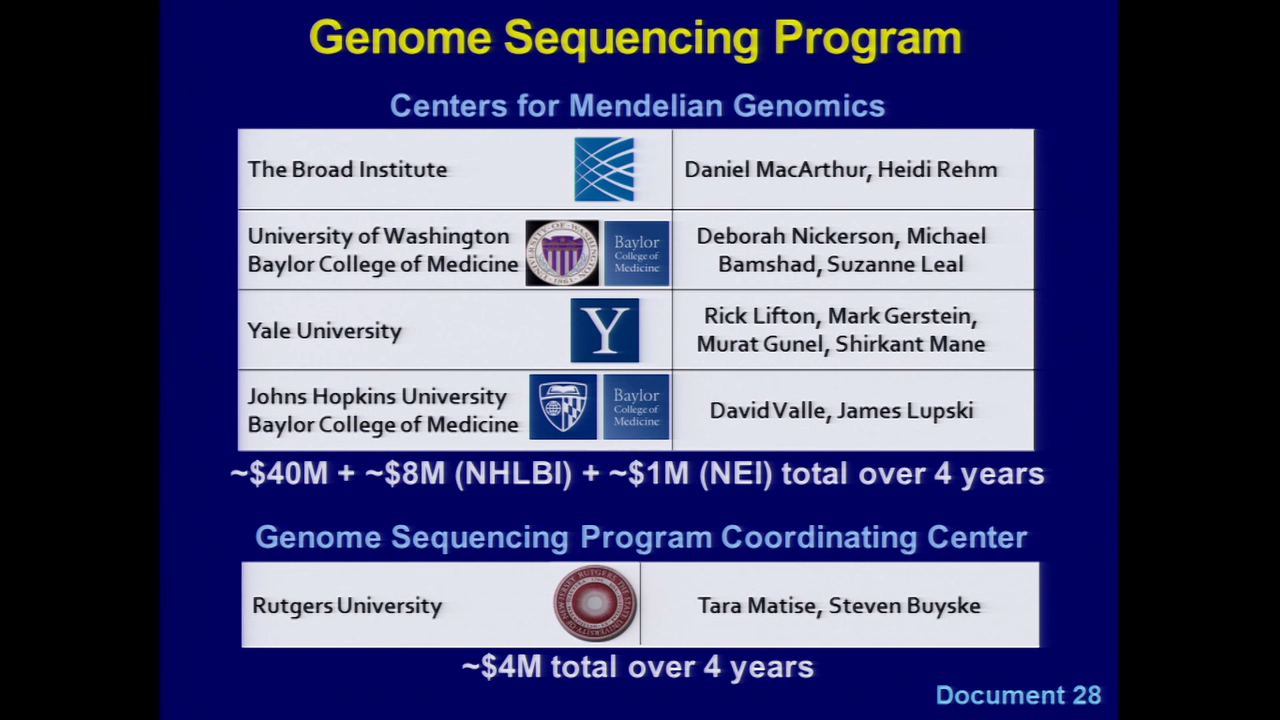 Genome Sequencing Program
Centers for Mendelian Genomics
The Broad Institute
Daniel MacArthur, Heidi Rehm
University of Washington
Baylor College of Medicine
Baylor
College of
Medicine
Deborah Nickerson, Michael
Bamshad, Suzanne Leal
Yale University
Y
Rick Lifton, Mark Gerstein,
Murat Gunel, Shirkant Mane
Johns Hopkins University
Baylor College of Medicine
Baylor
College of
Medicine
David Valle, James Lupski
~$40M + ~$8M (NHLBI) + ~$1M (NEI) total over 4 years
Genome Sequencing Program Coordinating Center
Rutgers University
Tara Matise, Steven Buyske
~$4M total over 4 years
Document 28